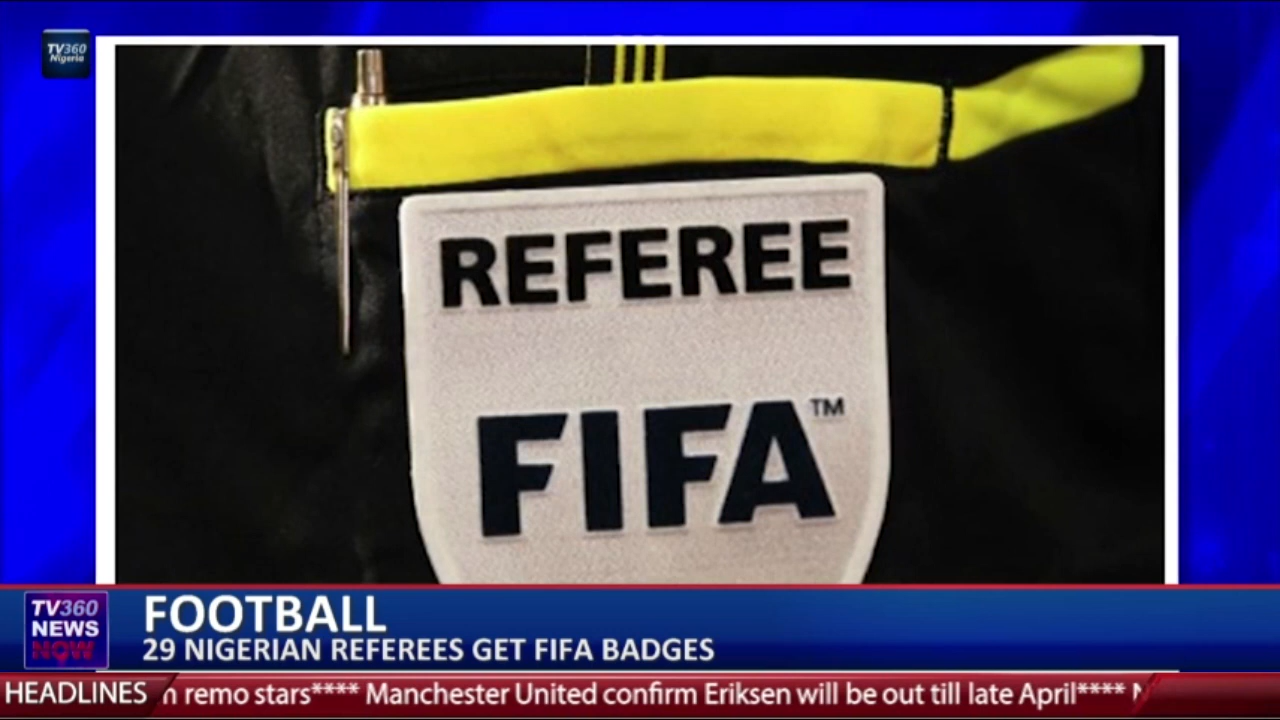 TV360
Nigeria
REFEREE
FIFA™
TV360
NEWS
NOW
FOOTBALL
29 NIGERIAN REFEREES GET FIFA BADGES
HEADLINES
remo stars**** Manchester United confirm Eriksen will be out till late April****